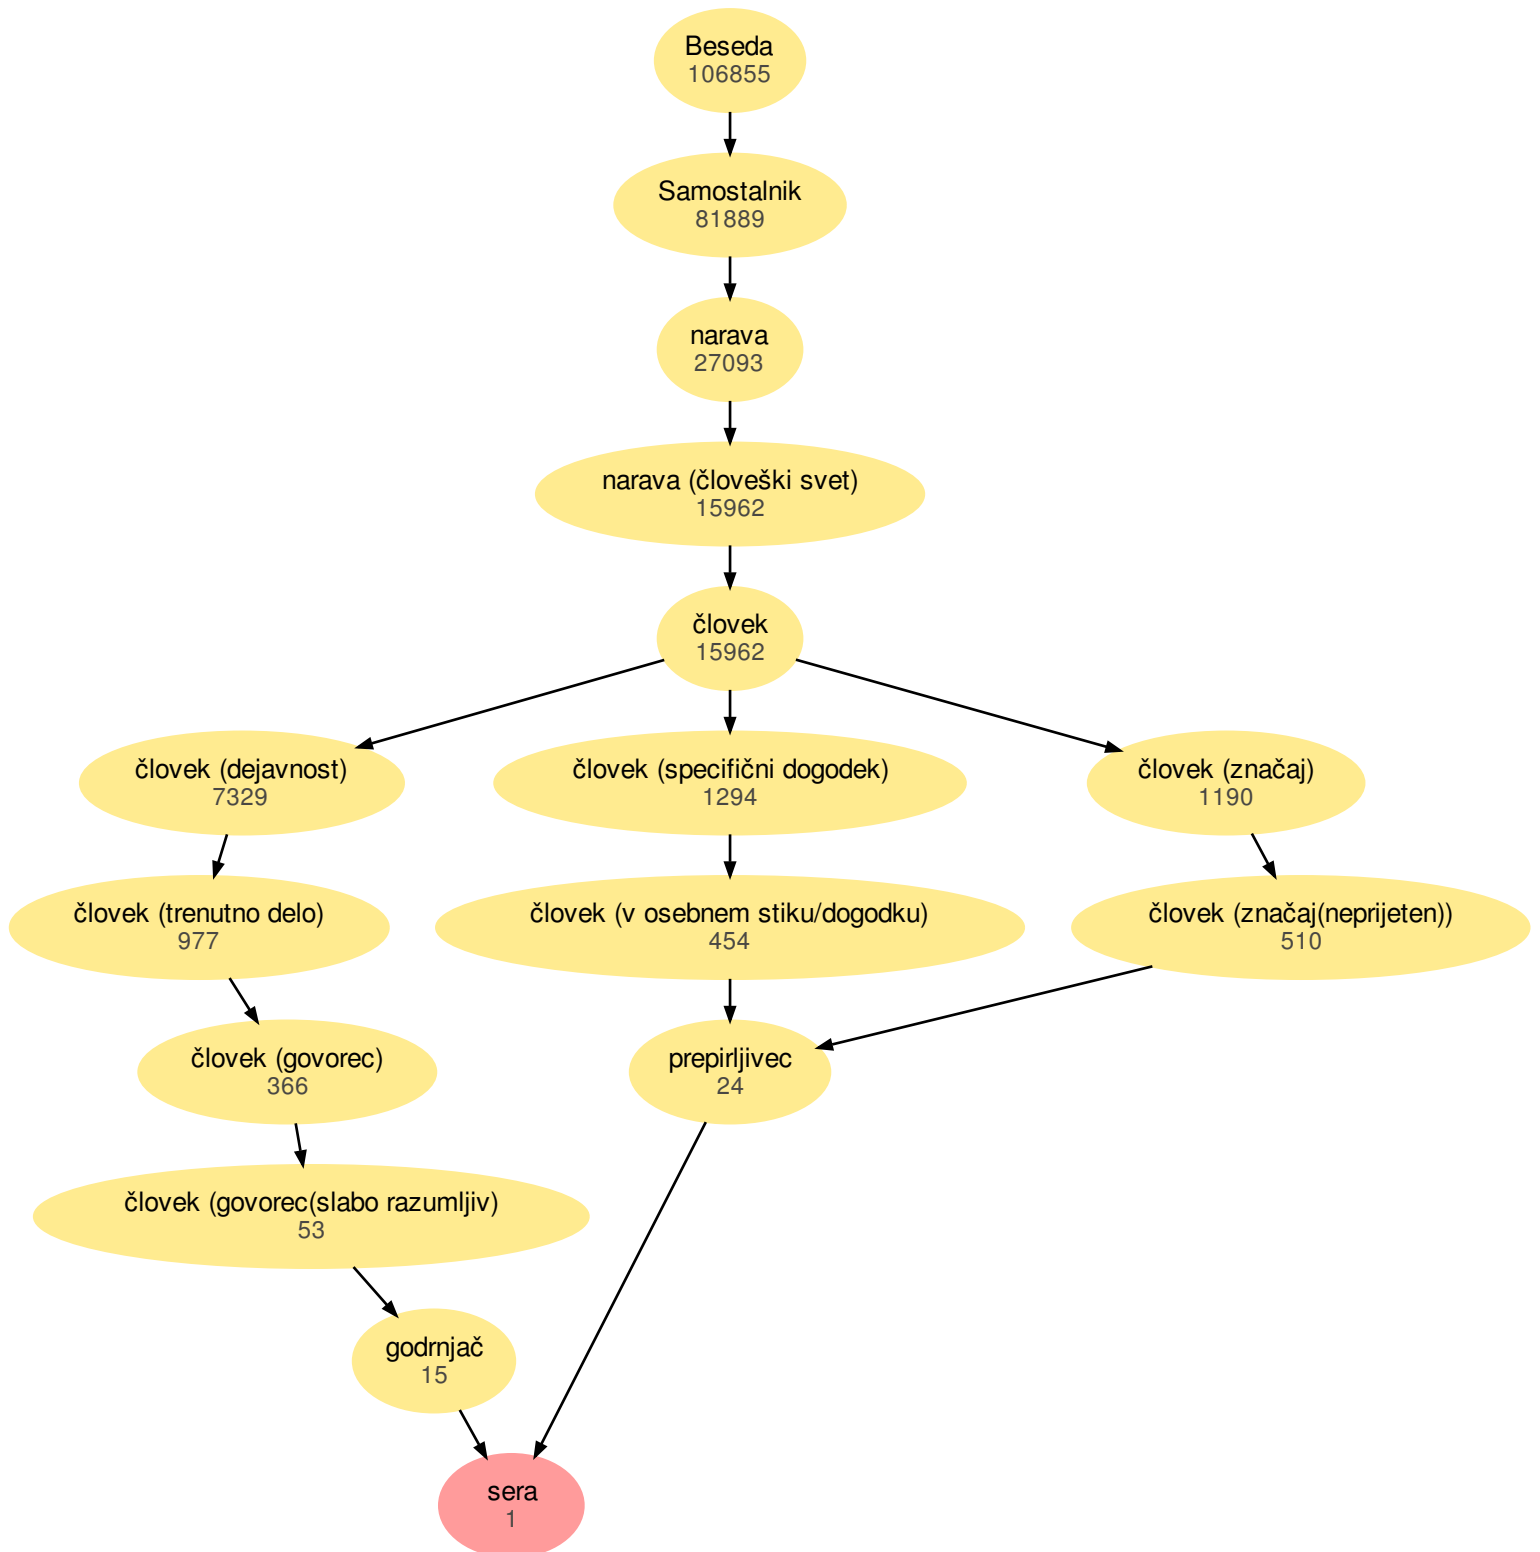 Beseda
106855
Samostalnik
81889
narava
27093
narava (človeški svet)
15962
človek
15962
človek (dejavnost)
7329
človek (specifični dogodek)
1294
človek (značaj)
1190
človek (trenutno delo)
977
človek (v osebnem stiku/dogodku)
454
človek (značaj(neprijeten))
510
človek (govorec)
366
prepirljivec
24
človek (govorec(slabo razumljiv)
53
godrnjač
15
sera
1